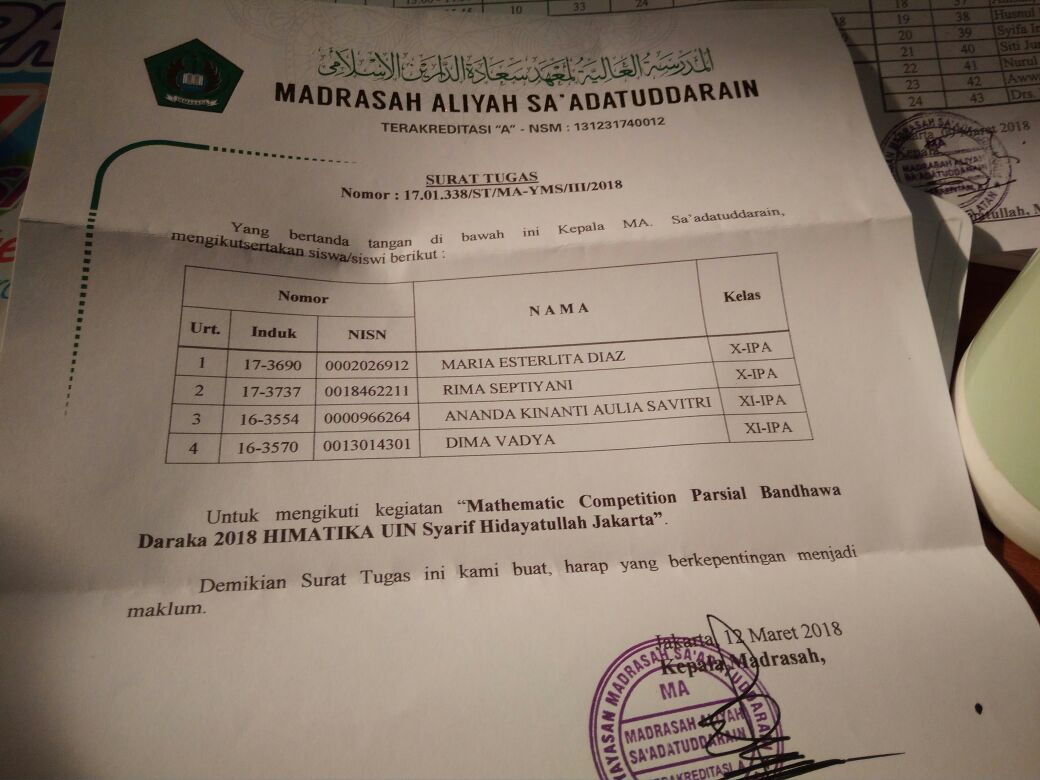 المدرسة العالية لمعهد سعادة الدارين الإسلامي
MADRASAH ALIYAH SA'ADATUDDARAIN
TERAKREDITASI "A" - NSM : 131231740012
SURAT TUGAS
Nomor : 17.01.338/ST/MA-YMS/III/2018
Yang bertanda tangan di bawah ini Kepala MA. Sa'adatuddarain,
mengikutsertakan siswa/siswi berikut :
Nomor N A M A Kelas
Urt. Induk NISN
1 17-3690 0002026912 MARIA ESTERLITA DIAZ X-IPA
2 17-3737 0018462211 RIMA SEPTIYANI X-IPA
3 16-3554 0000966264 ANANDA KINANTI AULIA SAVITRI XI-IPA
4 16-3570 0013014301 DIMA VADYA XI-IPA
Untuk mengikuti kegiatan "Mathematic Competition Parsial Bandhawa
Daraka 2018 HIMATIKA UIN Syarif Hidayatullah Jakarta".
Demikian Surat Tugas ini kami buat, harap yang berkepentingan menjadi
maklum.
Jakarta, 12 Maret 2018
Kepala Madrasah,
YAYASAN MADRASAH SA'ADATUDDARAIN
MA
MADRASAH ALIYAH
SA'ADATUDDARAIN
TERAKREDITASI A
10 33 24
18 37
19 38 Husnul
20 39 Syifa
21 40 Siti
22 41 Nurul
23 42
24 43 Drs.
Maret 2018
MA
MADRASAH ALIYAH
SA'ADATUDDARAIN